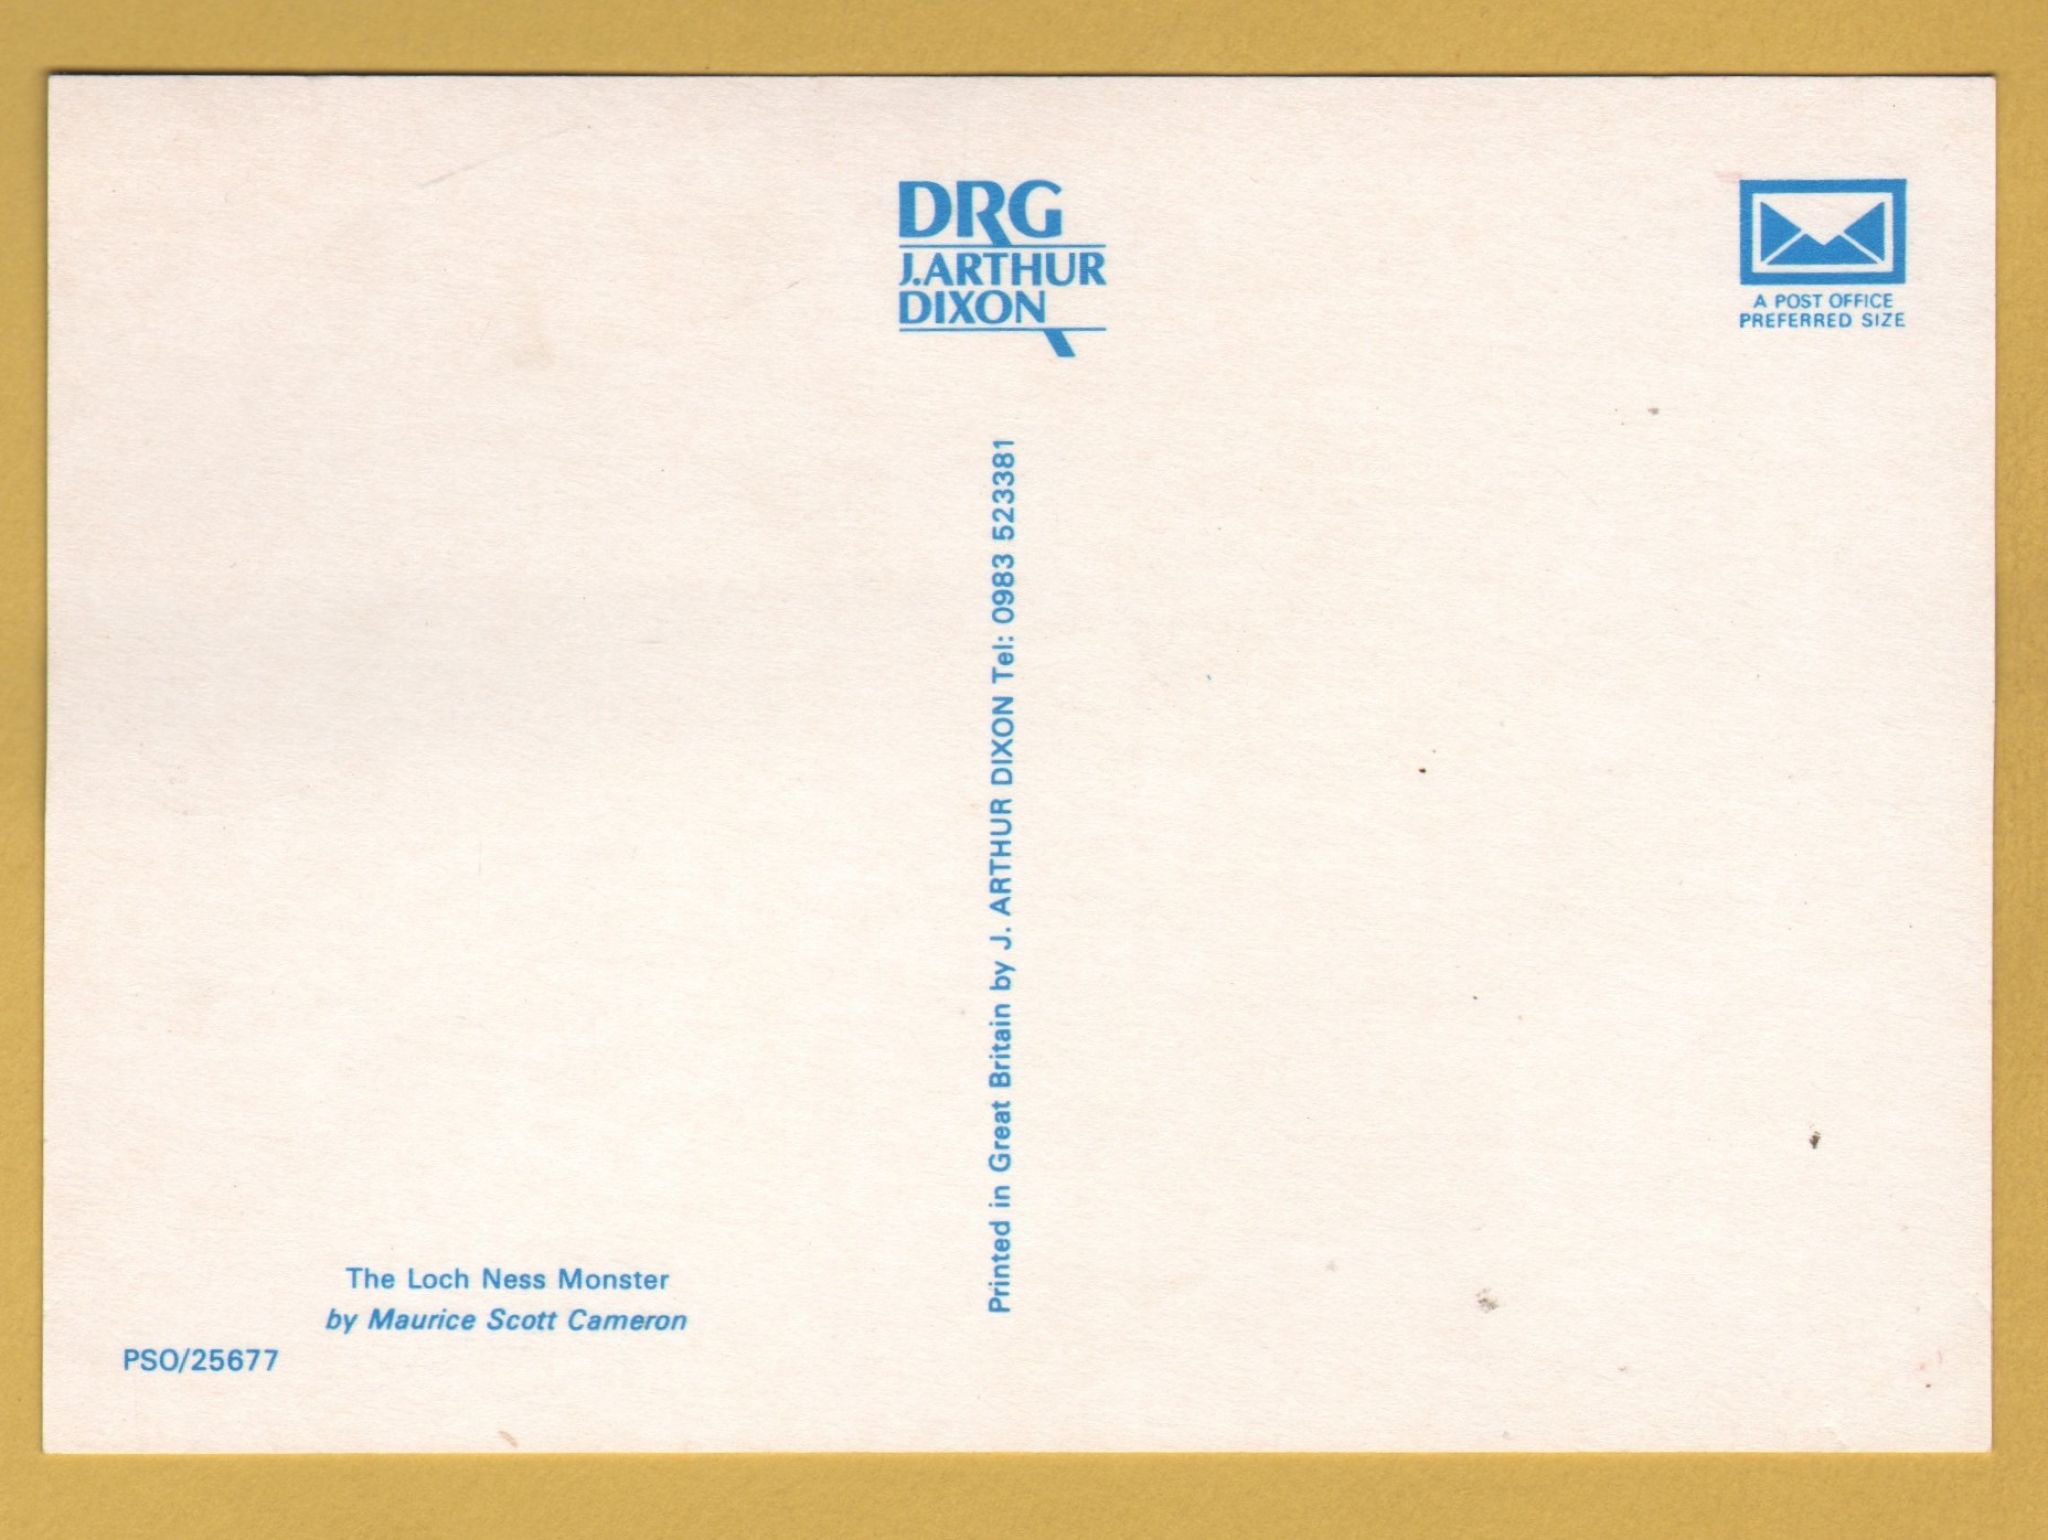 DRG
J.ARTHUR
DIXON
A POST OFFICE
PREFERRED SIZE
Printed in Great Britain by J. ARTHUR DIXON Tel: 0983 523381
The Loch Ness Monster
by Maurice Scott Cameron
PSO/25677